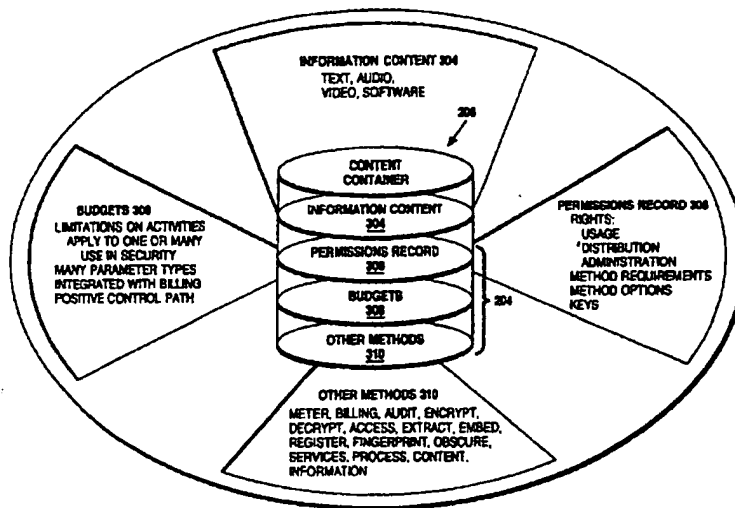 INFORMATION CONTENT 304
TEXT, AUDIO,
VIDEO, SOFTWARE
CONTENT
CONTAINER
INFORMATION CONTENT
304
PERMISSIONS RECORD
BUDGETS
OTHER METHODS
310
204
BUDGETS
LIMITATIONS ON ACTIVITIES
APPLY TO ONE OR MANY
USE IN SECURITY
MANY PARAMETER TYPES
INTEGRATED WITH BILLING
POSITIVE CONTROL PATH
PERMISSIONS RECORD
RIGHTS:
USAGE
DISTRIBUTION
ADMINISTRATION
METHOD REQUIREMENTS
METHOD OPTIONS
KEYS
OTHER METHODS 310
METER, BILLING, AUDIT, ENCRYPT,
DECRYPT, ACCESS, EXTRACT, EMBED,
REGISTER, FINGERPRINT, OBSCURE,
SERVICES, PROCESS, CONTENT,
INFORMATION